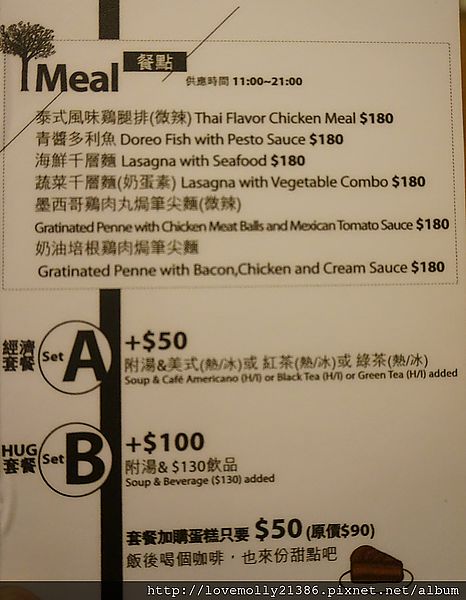 Meal 餐點 供應時間 11:00~21:00
泰式風味鷄腿排(微辣) Thai Flavor Chicken Meal $180
青醬多利魚 Doreo Fish with Pesto Sauce $180
海鮮千層麵 Lasagna with Seafood $180
蔬菜千層麵(奶蛋素) Lasagna with Vegetable Combo $180
墨西哥鷄肉丸焗筆尖麵(微辣)
Gratinated Penne with Chicken Meat Balls and Mexican Tomato Sauce $180
奶油培根鷄肉焗筆尖麵
Gratinated Penne with Bacon,Chicken and Cream Sauce $180
經濟套餐 Set A
+$50
附湯&美式(熱/冰)或 紅茶(熱/冰)或 綠茶(熱/冰)
Soup & Café Americano (H/I) or Black Tea (H/I) or Green Tea (H/I) added
HUG套餐 Set B
+$100
附湯& $130飲品
Soup & Beverage ($130) added
套餐加購蛋糕只要 $50 (原價$90)
飯後喝個咖啡，也來份甜點吧
http://lovemolly21386.pixnet.net/album